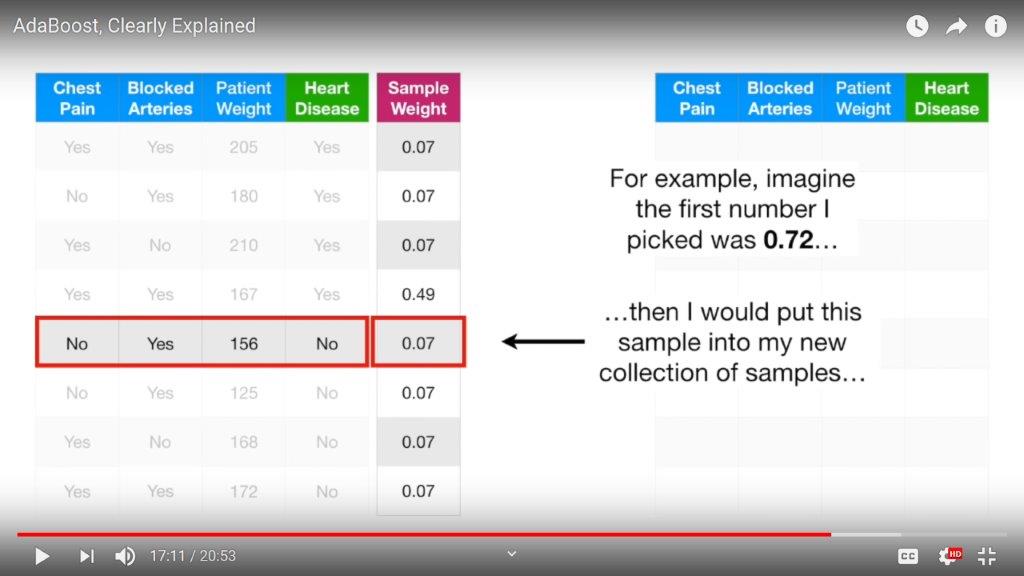 AdaBoost, Clearly Explained
Chest Pain Blocked Arteries Patient Weight Heart Disease Sample Weight
Yes Yes 205 Yes 0.07
No Yes 180 Yes 0.07
Yes No 210 Yes 0.07
Yes Yes 167 Yes 0.49
No Yes 156 No 0.07
No Yes 125 No 0.07
Yes No 168 No 0.07
Yes Yes 172 No 0.07
Chest Pain Blocked Arteries Patient Weight Heart Disease
For example, imagine
the first number I
picked was 0.72...
...then I would put this
sample into my new
collection of samples...
17:11 / 20:53
CC
HD